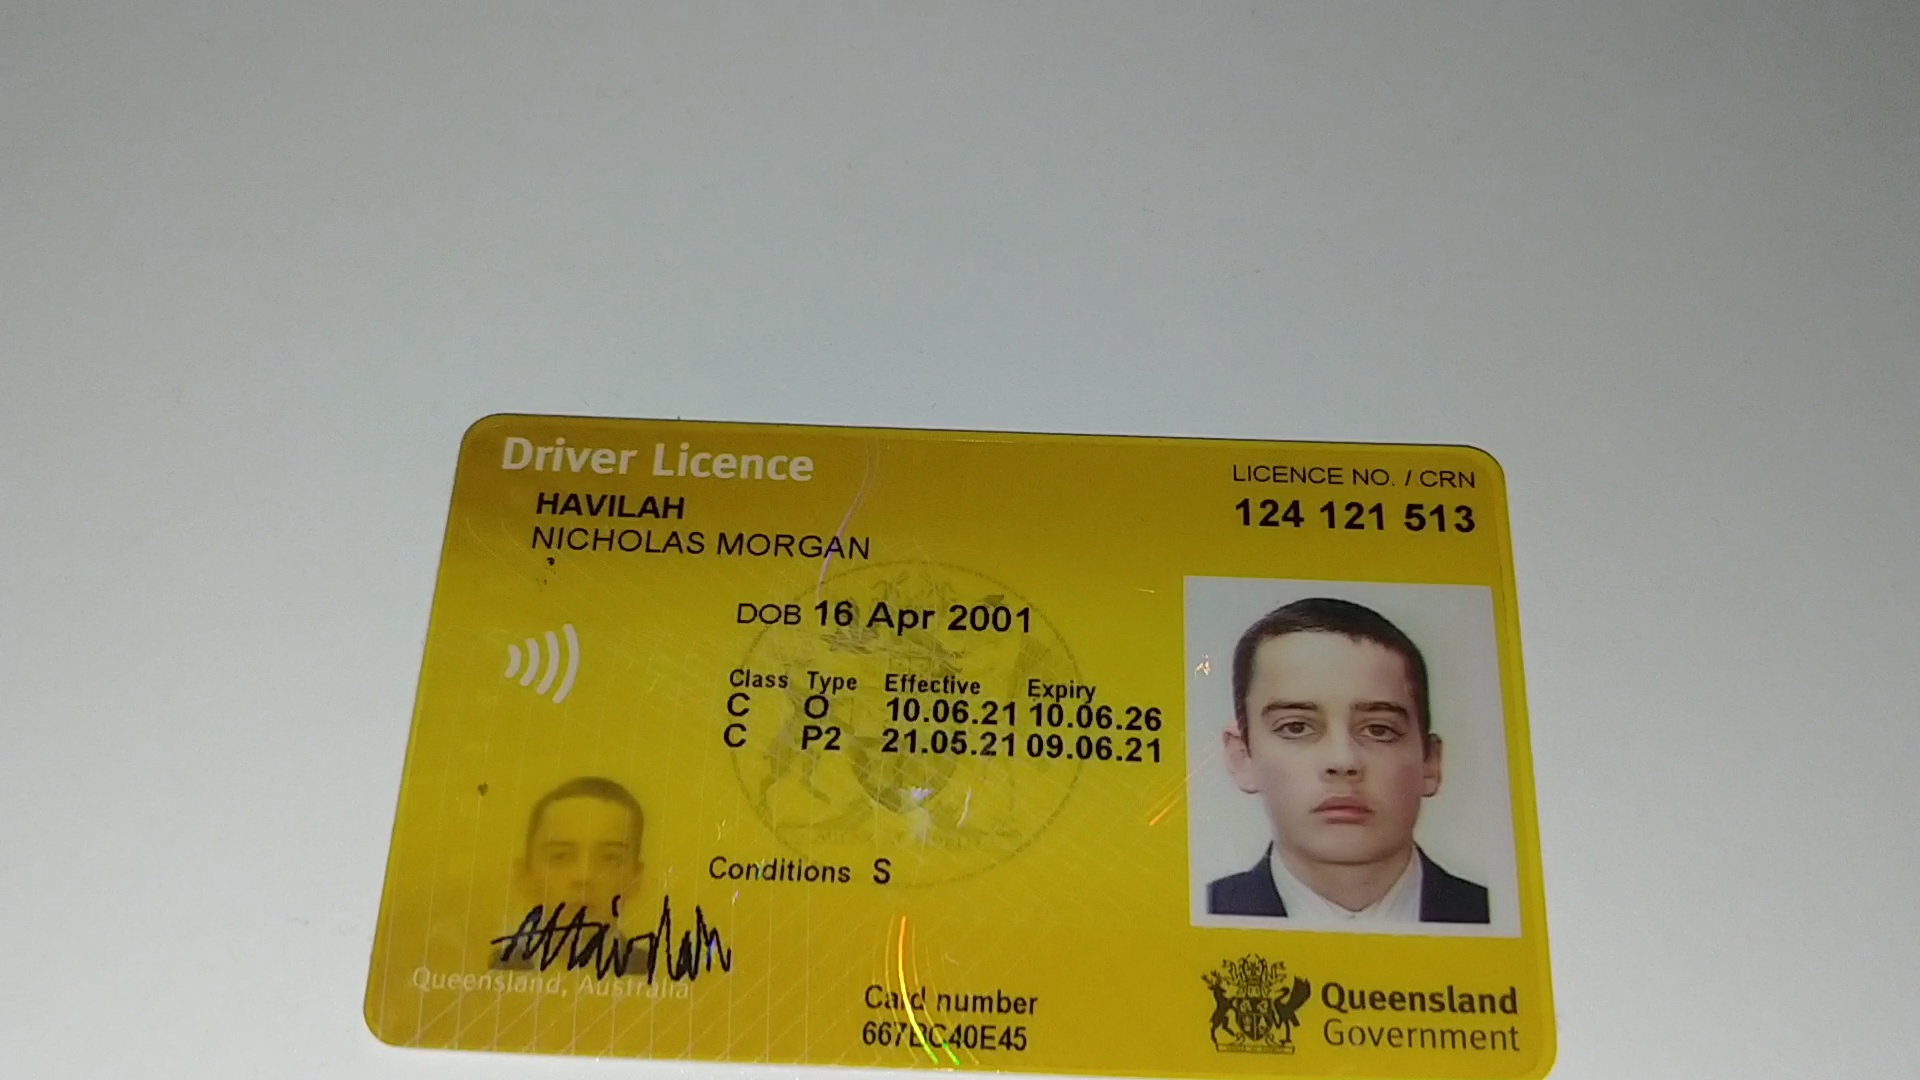 Driver Licence
HAVILAH
NICHOLAS MORGAN
LICENCE NO. / CRN
124 121 513
DOB 16 Apr 2001
Class Type Effective Expiry
C O 10.06.21 10.06.26
C P2 21.05.21 09.06.21
Conditions S
Queensland, Australia
Card number
667BC40E45
Queensland
Government